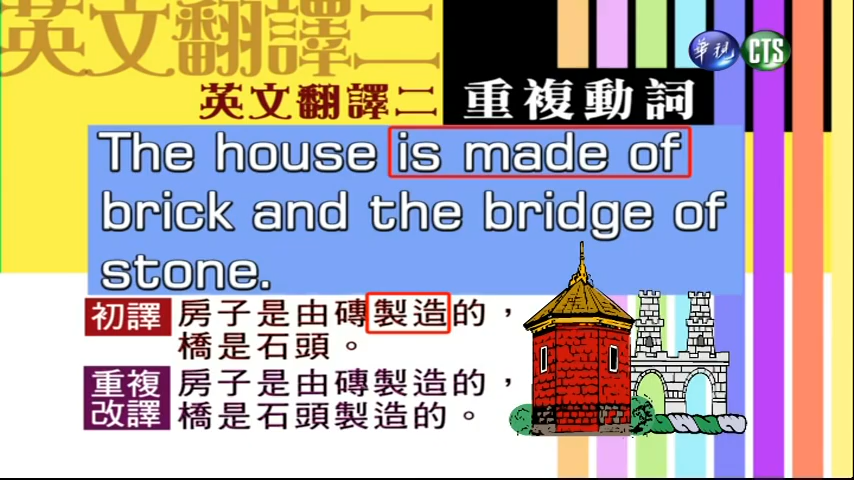 英文翻譯二
華視 CTS
英文翻譯二 重複動詞
The house is made of
brick and the bridge of
stone.
初譯 房子是由磚製造的，
橋是石頭。
重複 房子是由磚製造的，
改譯 橋是石頭製造的。